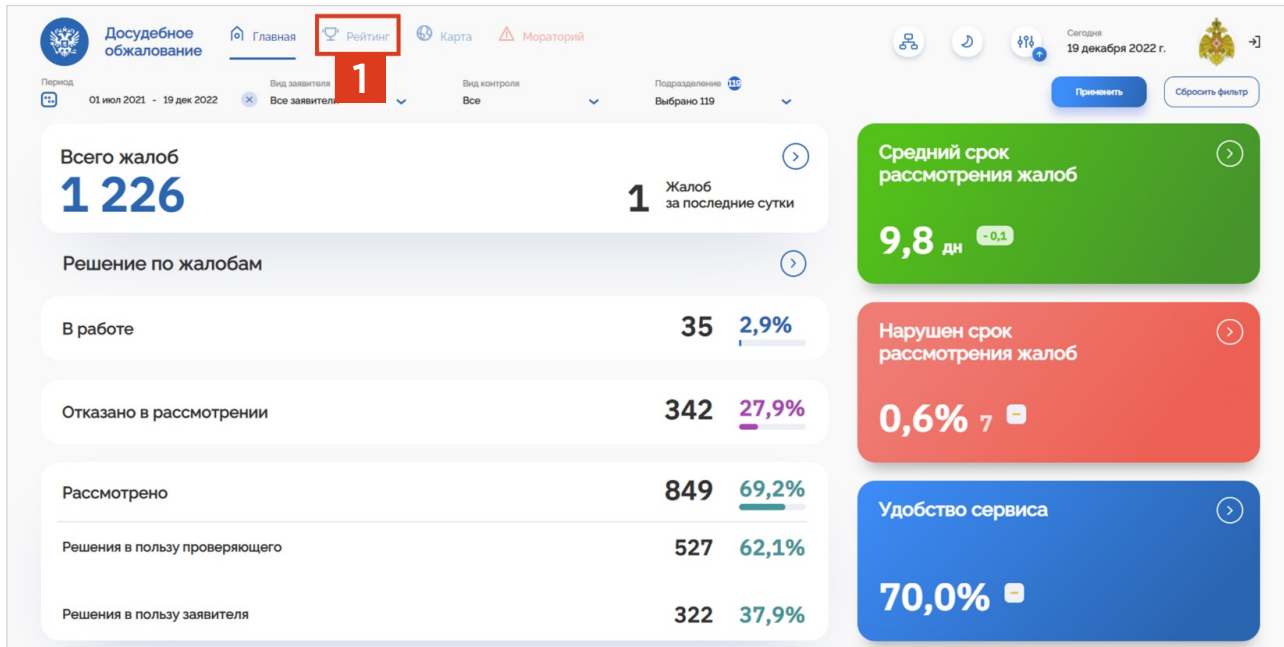 Досудебное
обжалование
Главная
Рейтинг
Карта
Мораторий
Сегодня
19 декабря 2022 г.
1
Период
01 июл 2021 - 19 дек 2022
Вид заявителя
Все заявители
Вид контроля
Все
Подразделение 119
Выбрано 119
Применить
Сбросить фильтр
Всего жалоб
1 226
1 Жалоб
за последние сутки
Решение по жалобам
В работе 35 2,9%
Отказано в рассмотрении 342 27,9%
Рассмотрено 849 69,2%
Решения в пользу проверяющего 527 62,1%
Решения в пользу заявителя 322 37,9%
Средний срок
рассмотрения жалоб
9,8 дн -0,1
Нарушен срок
рассмотрения жалоб
0,6% 7 –
Удобство сервиса
70,0% –